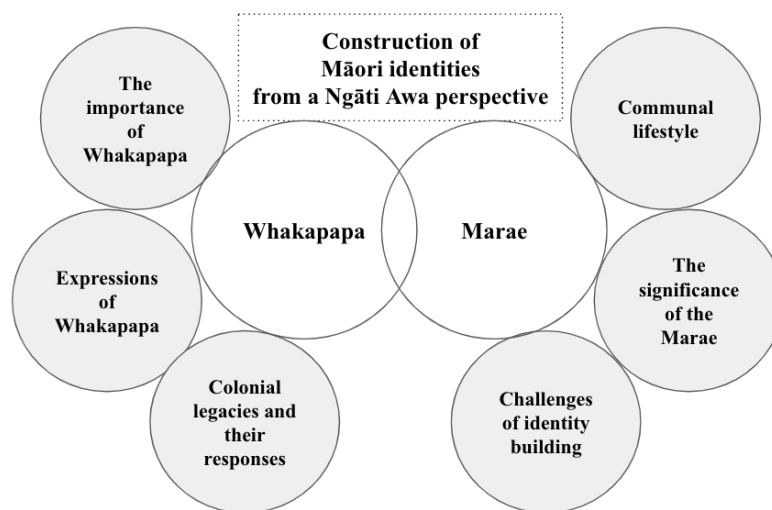 Construction of
Māori identities
from a Ngāti Awa perspective
The
importance
of
Whakapapa
Expressions
of
Whakapapa
Colonial
legacies and
their
responses
Whakapapa
Marae
Communal
lifestyle
The
significance
of the
Marae
Challenges
of identity
building